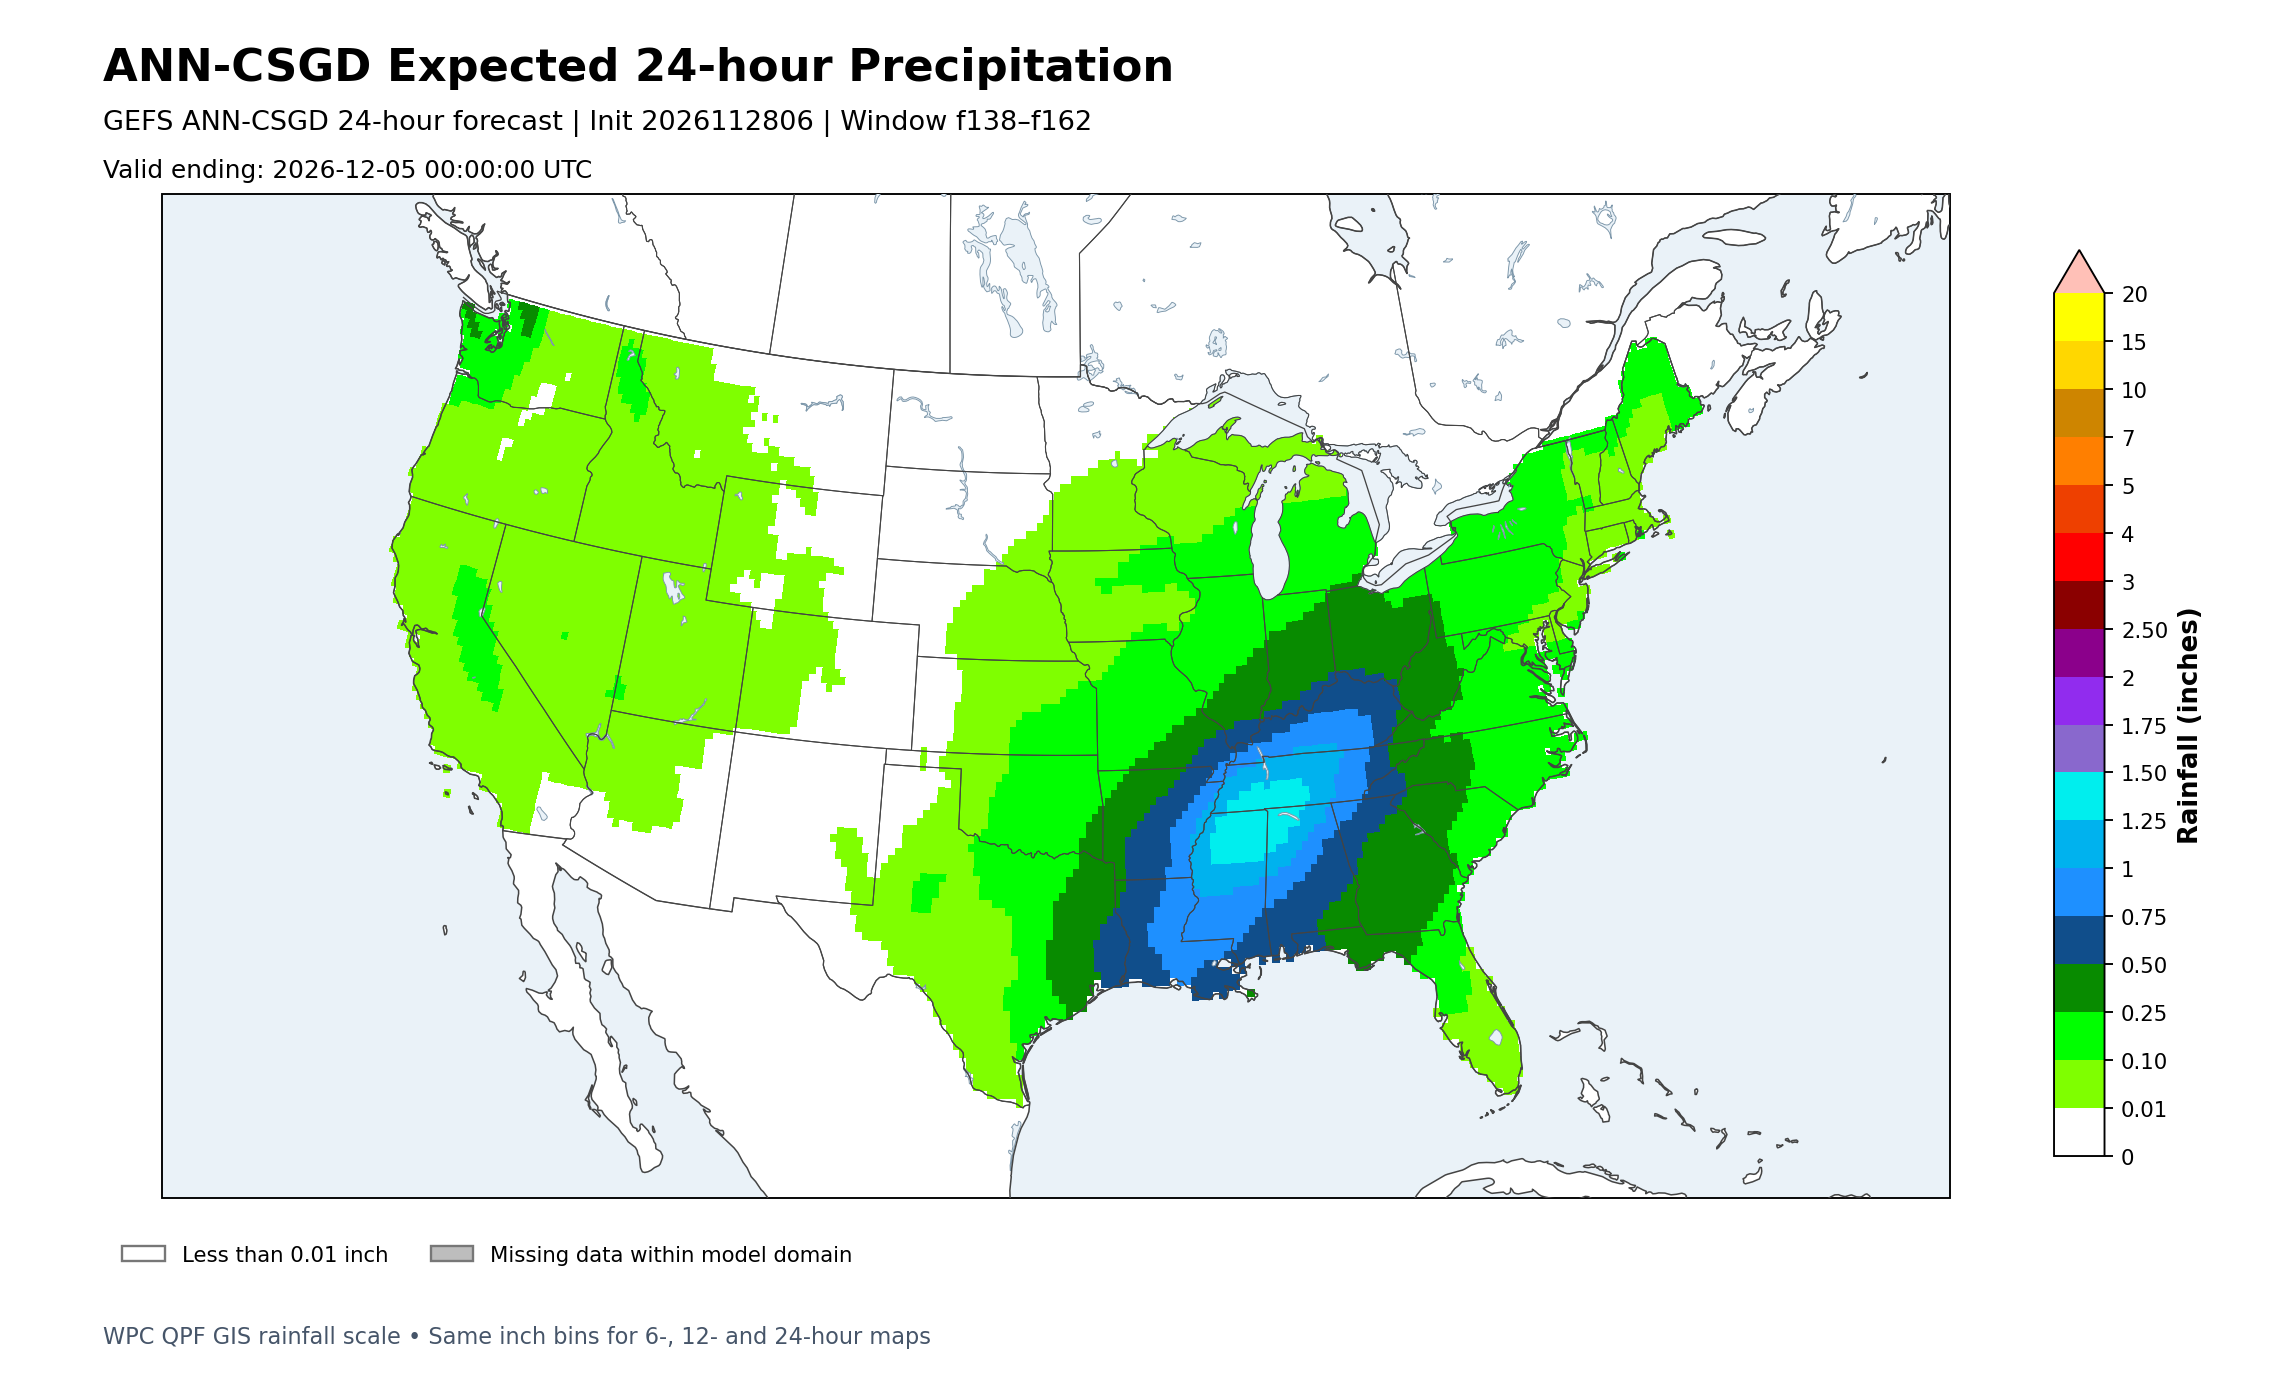 ANN-CSGD Expected 24-hour Precipitation
GEFS ANN-CSGD 24-hour forecast | Init 2026112806 | Window f138–f162
Valid ending: 2026-12-05 00:00:00 UTC
20
15
10
7
5
4
3
2.50
2
1.75
1.50
1.25
1
0.75
0.50
0.25
0.10
0.01
0
Rainfall (inches)
Less than 0.01 inch
Missing data within model domain
WPC QPF GIS rainfall scale • Same inch bins for 6-, 12- and 24-hour maps